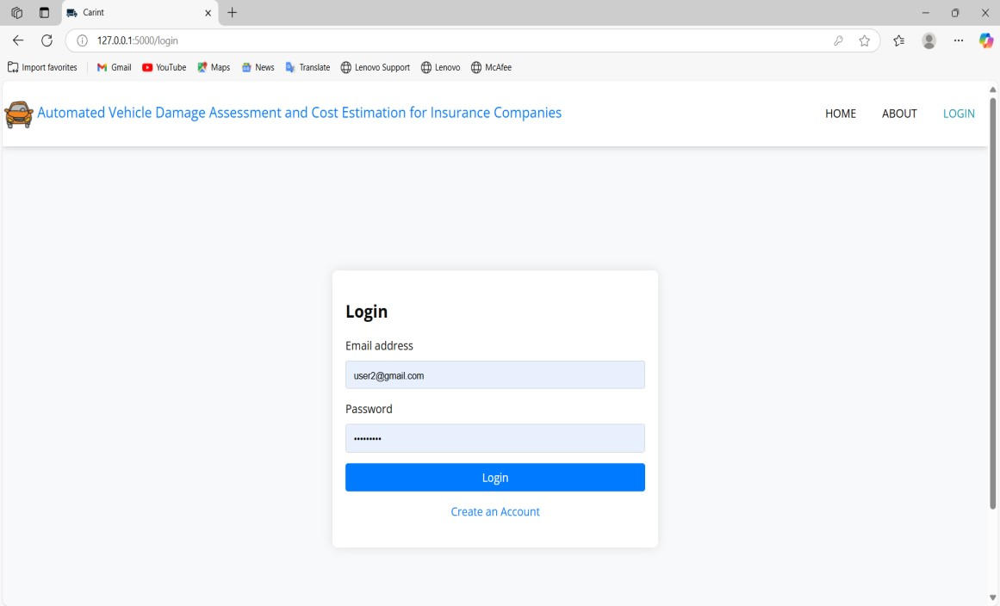 Carint
127.0.0.1:5000/login
Import favorites Gmail YouTube Maps News Translate Lenovo Support Lenovo McAfee
Automated Vehicle Damage Assessment and Cost Estimation for Insurance Companies HOME ABOUT LOGIN
Login
Email address
user2@gmail.com
Password
•••••••••
Login
Create an Account